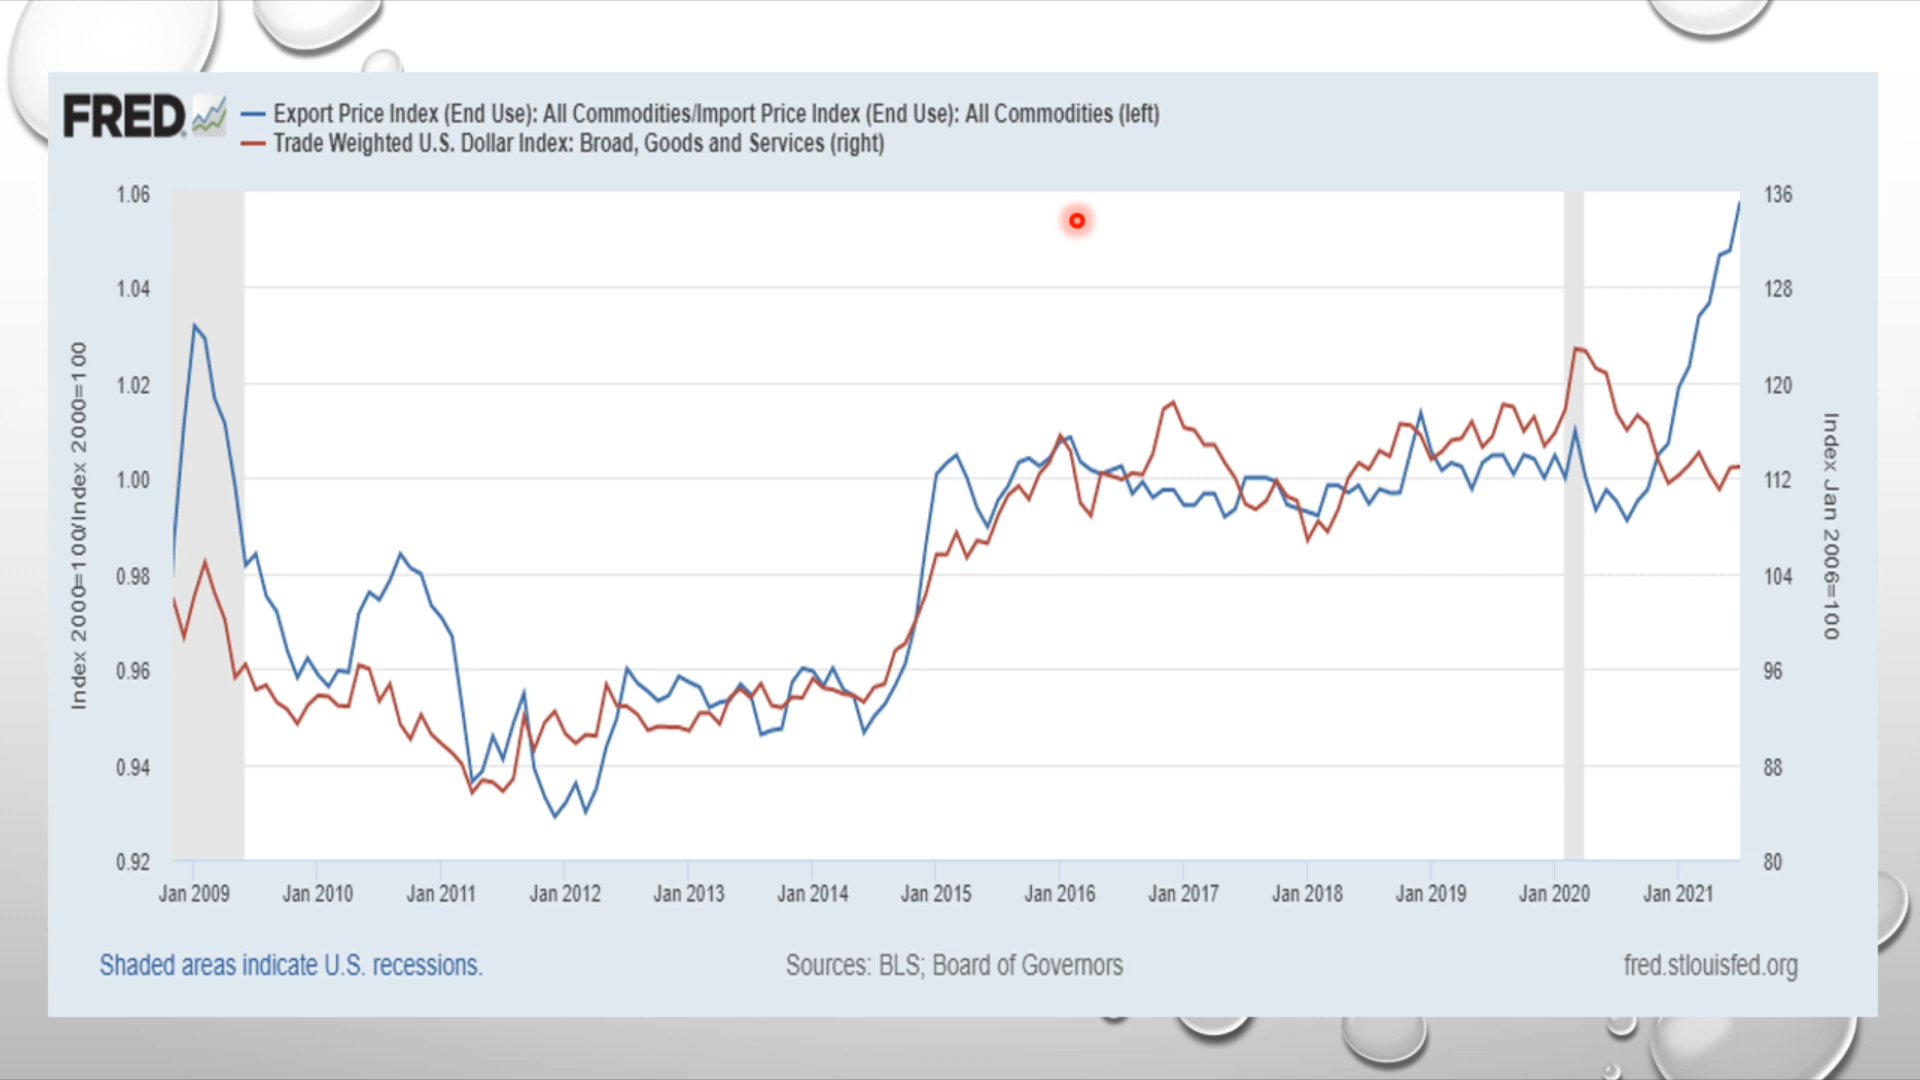 FRED
Export Price Index (End Use): All Commodities/Import Price Index (End Use): All Commodities (left)
Trade Weighted U.S. Dollar Index: Broad, Goods and Services (right)
1.06
1.04
1.02
1.00
0.98
0.96
0.94
0.92
Index 2000=100/Index 2000=100
136
128
120
112
104
96
88
80
Index Jan 2006=100
Jan 2009 Jan 2010 Jan 2011 Jan 2012 Jan 2013 Jan 2014 Jan 2015 Jan 2016 Jan 2017 Jan 2018 Jan 2019 Jan 2020 Jan 2021
Shaded areas indicate U.S. recessions.
Sources: BLS; Board of Governors
fred.stlouisfed.org